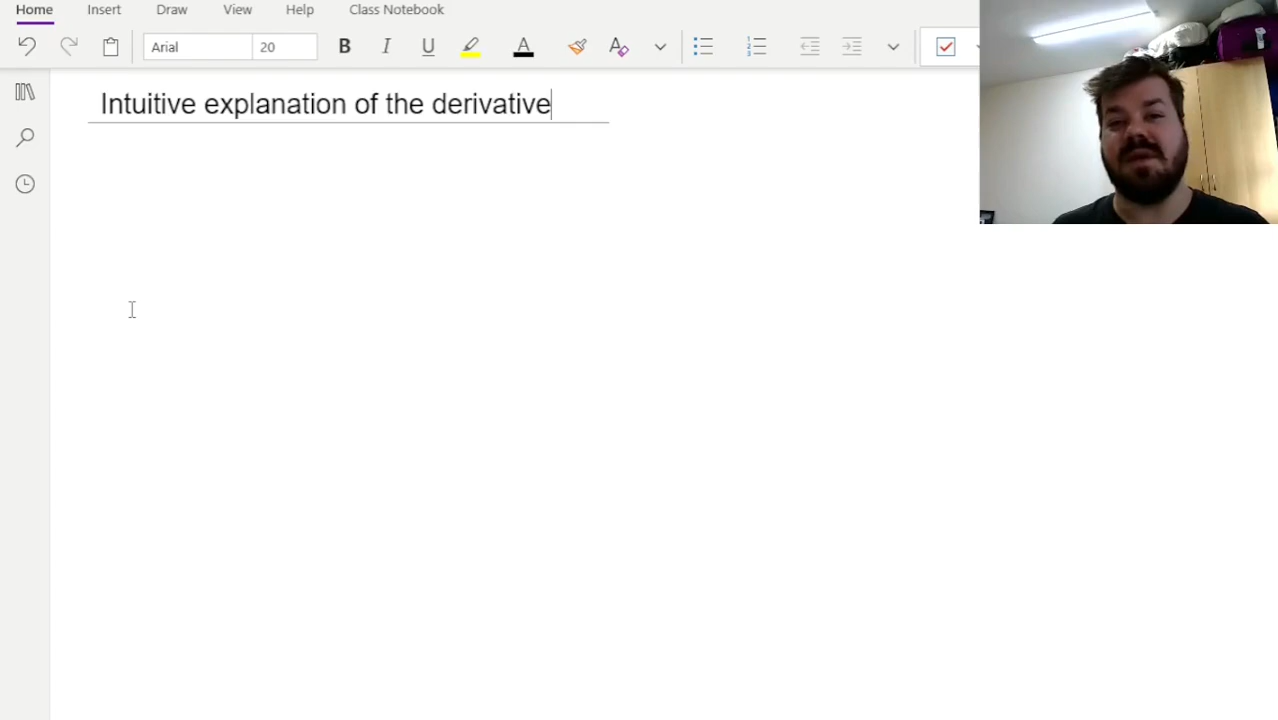 Home Insert Draw View Help Class Notebook
Arial 20 B I U A A
Intuitive explanation of the derivative